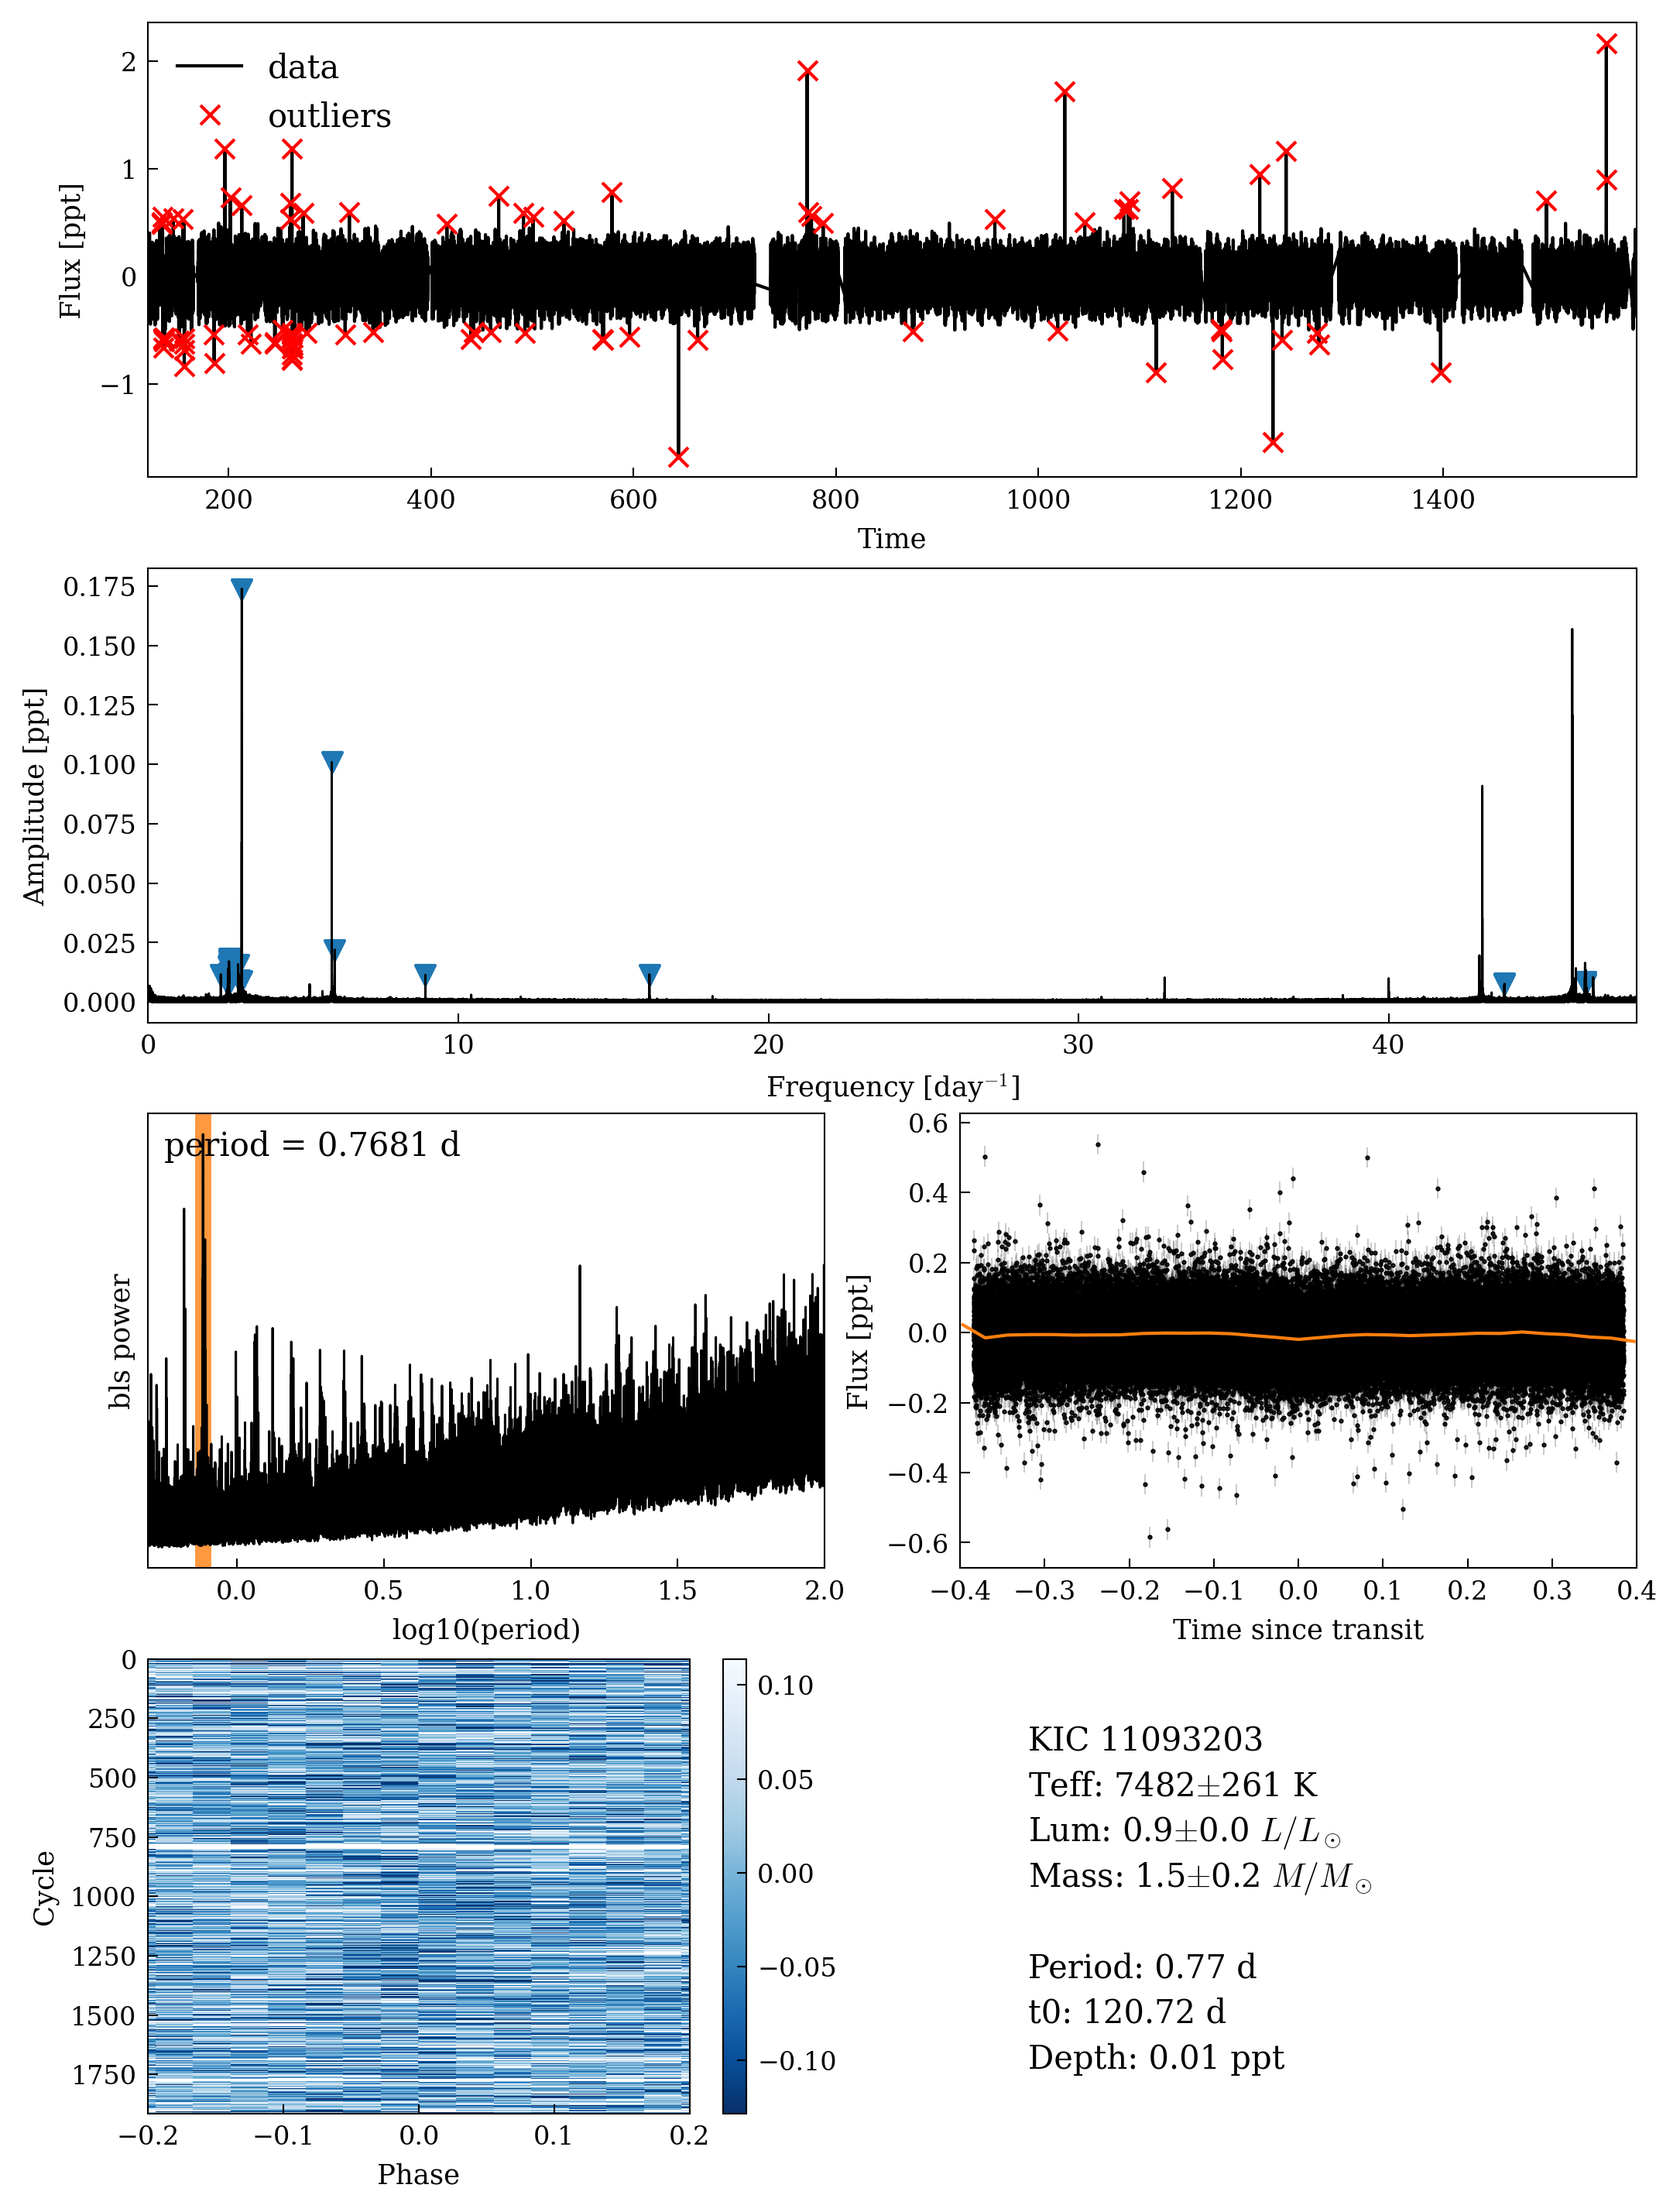 data
outliers
2
1
0
−1
Flux [ppt]
200 400 600 800 1000 1200 1400
Time
0.175
0.150
0.125
0.100
0.075
0.050
0.025
0.000
Amplitude [ppt]
0 10 20 30 40
Frequency [day⁻¹]
period = 0.7681 d
bls power
0.0 0.5 1.0 1.5 2.0
log10(period)
0.6
0.4
0.2
0.0
−0.2
−0.4
−0.6
Flux [ppt]
−0.4 −0.3 −0.2 −0.1 0.0 0.1 0.2 0.3 0.4
Time since transit
0
250
500
750
1000
1250
1500
1750
Cycle
−0.2 −0.1 0.0 0.1 0.2
Phase
0.10
0.05
0.00
−0.05
−0.10
KIC 11093203
Teff: 7482±261 K
Lum: 0.9±0.0 L/L⊙
Mass: 1.5±0.2 M/M⊙
Period: 0.77 d
t0: 120.72 d
Depth: 0.01 ppt